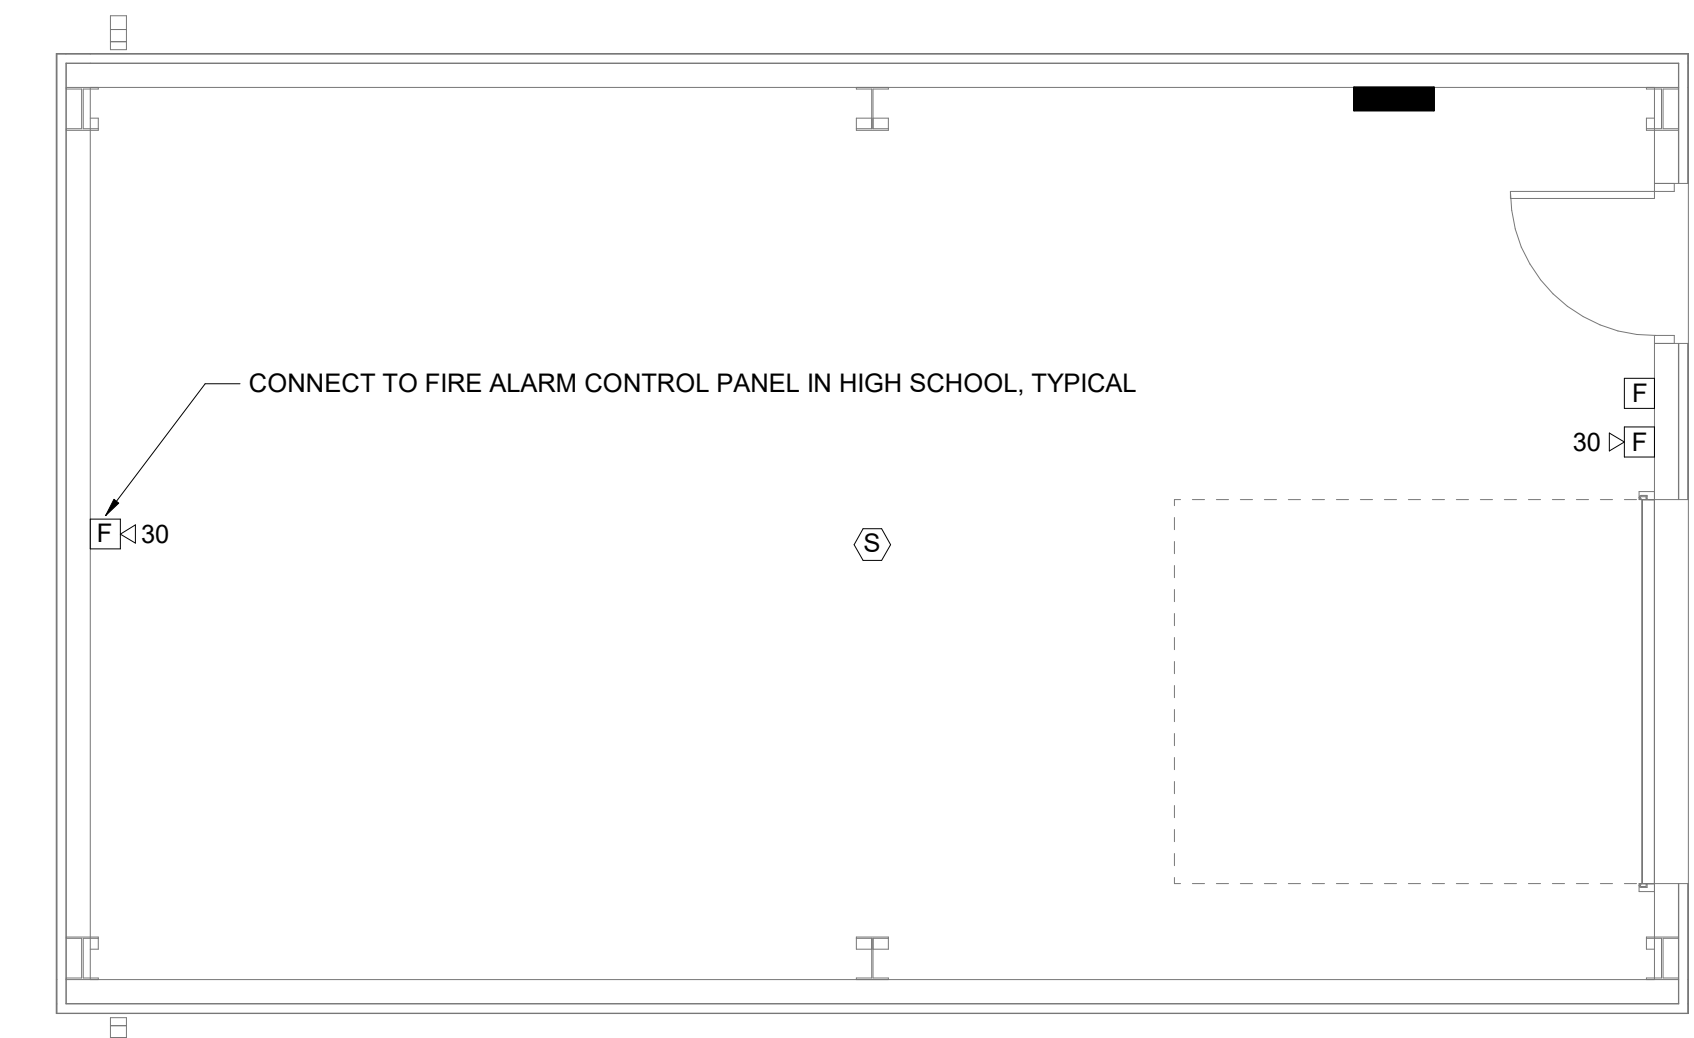 CONNECT TO FIRE ALARM CONTROL PANEL IN HIGH SCHOOL, TYPICAL
F
30 F
F 30
S